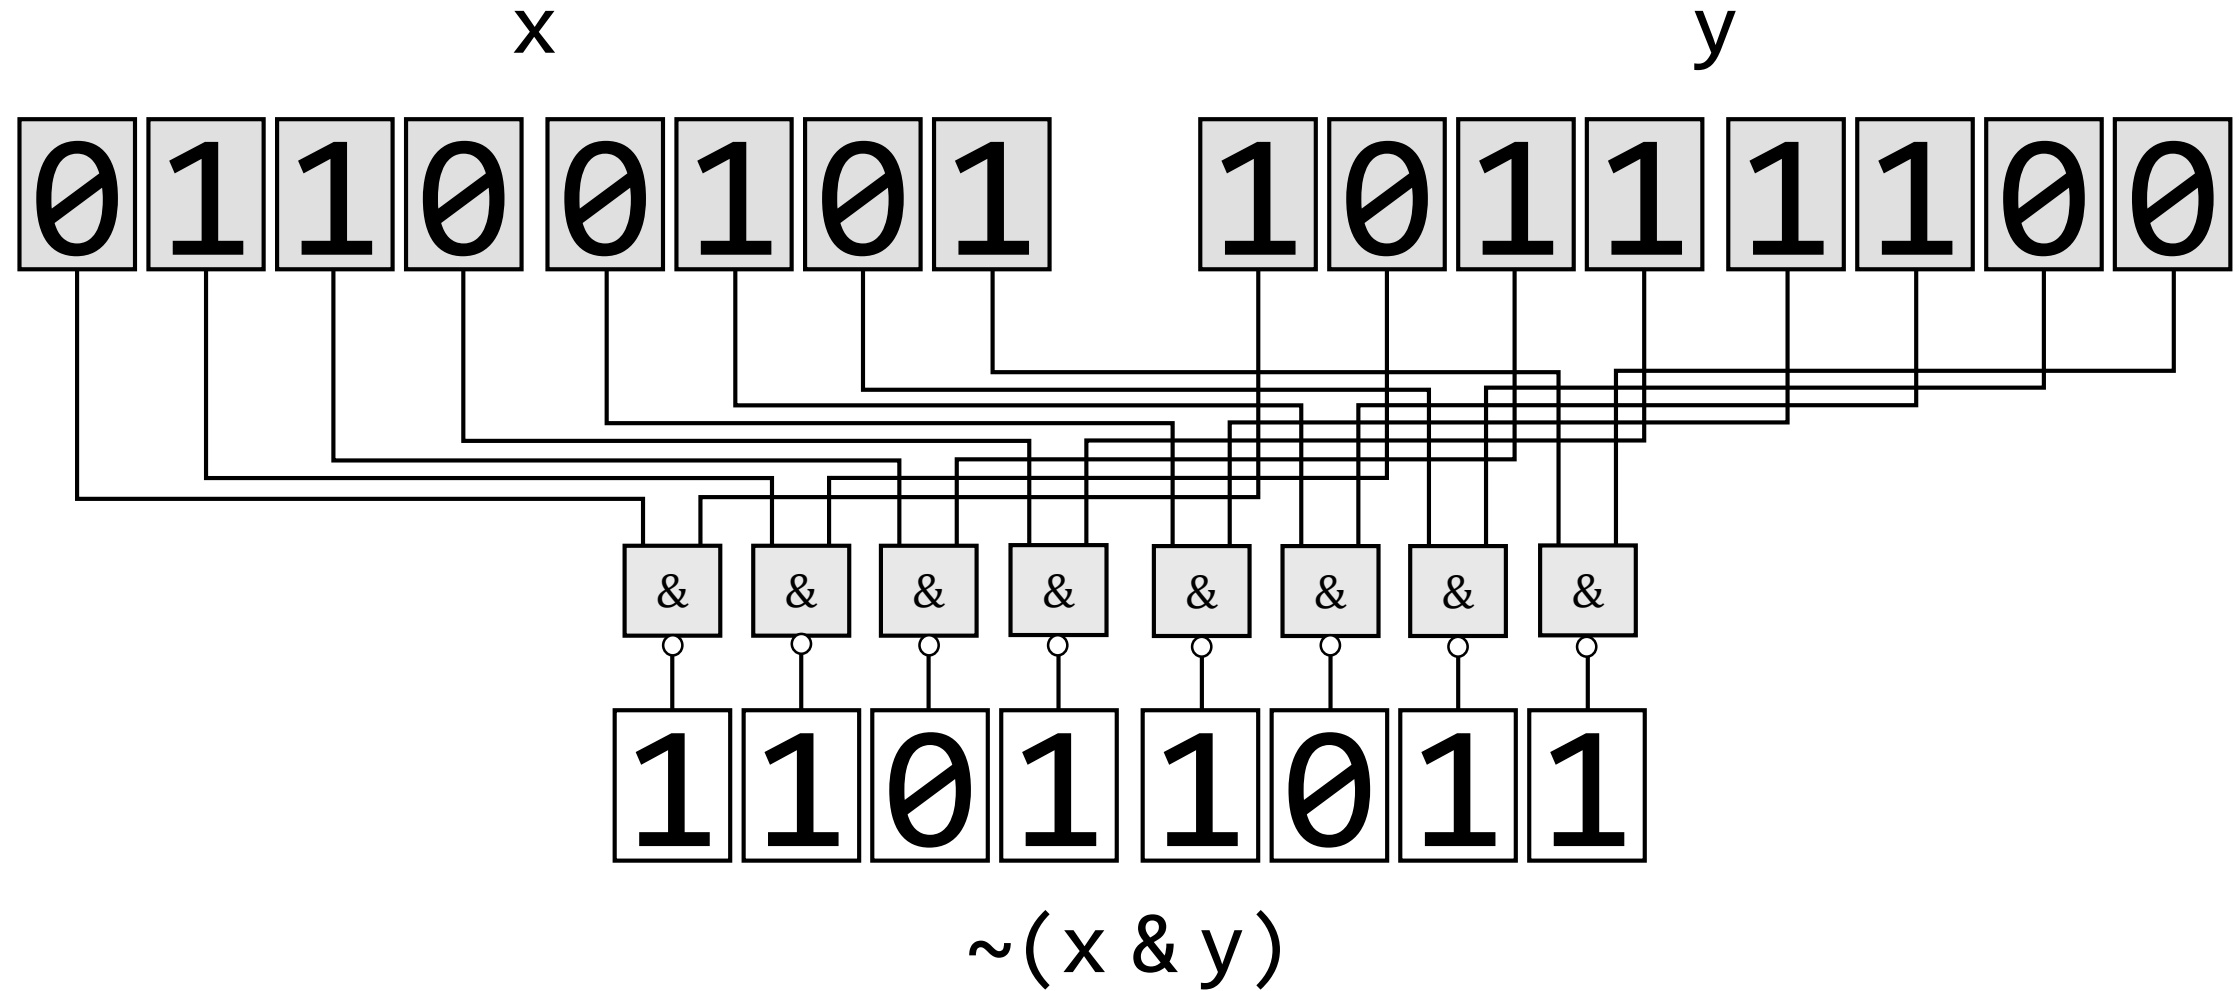 x y
0 1 1 0 0 1 0 1 1 0 1 1 1 1 0 0
& & & & & & & &
1 1 0 1 1 0 1 1
~(x & y)